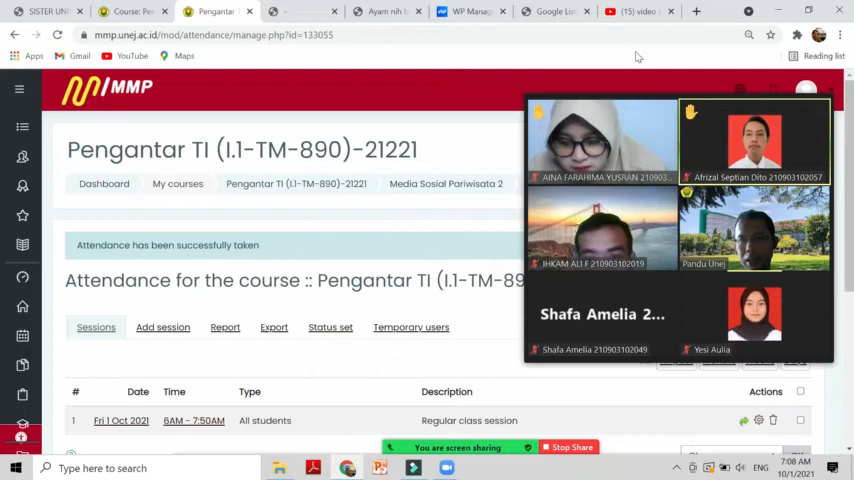 SISTER UN
Course: Pe
Pengantar T
-
Ayam nih b
WP Manag
Google List
(15) video
mmp.unej.ac.id/mod/attendance/manage.php?id=133055
Apps
Gmail
YouTube
Maps
Reading list
MMP
Pengantar TI (I.1-TM-890)-21221
Dashboard
My courses
Pengantar TI (I.1-TM-890)-21221
Media Sosial Pariwisata 2
Attendance has been successfully taken
Attendance for the course :: Pengantar TI (I.1-TM-89
Sessions
Add session
Report
Export
Status set
Temporary users
AINA FARAHIMA YUSRAN 210903...
Afrizal Septian Dito 210903102057
IHKAM ALI F 210903102019
Pandu Unej
Shafa Amelia 2...
Shafa Amelia 210903102049
Yesi Aulia
# Date Time Type Description Actions
1 Fri 1 Oct 2021 6AM - 7:50AM All students Regular class session
You are screen sharing
Stop Share
Type here to search
ENG
7:08 AM
10/1/2021